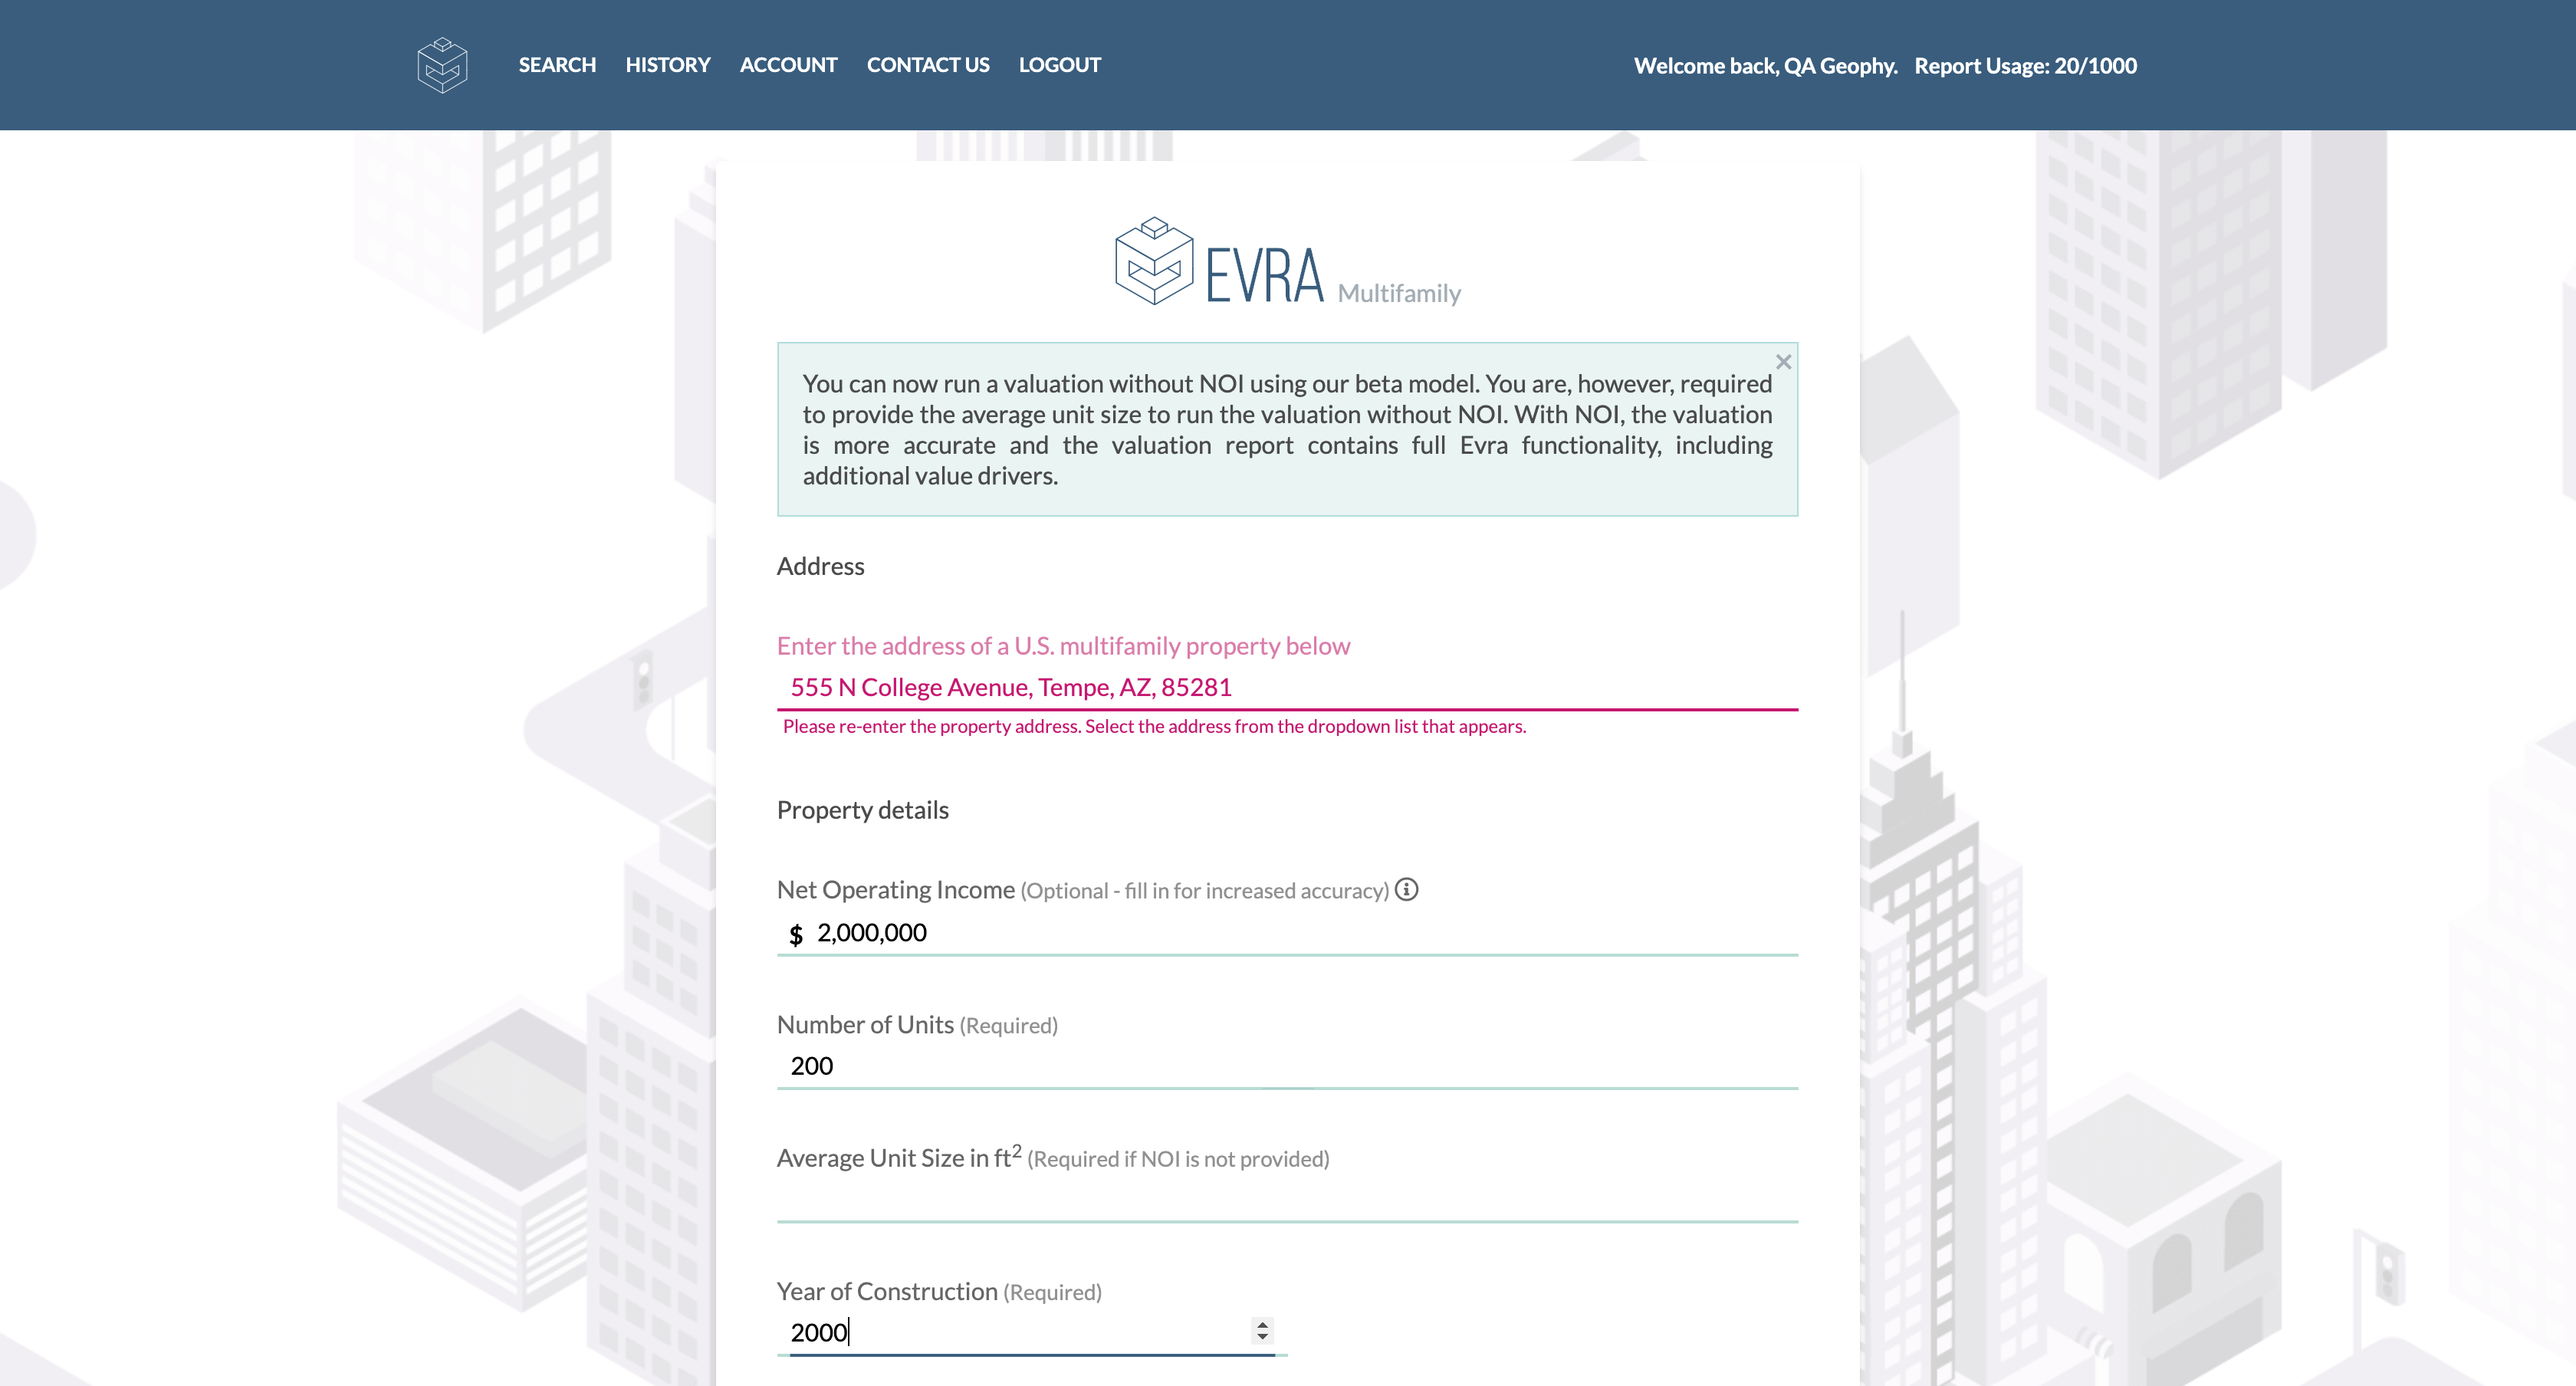 SEARCH HISTORY ACCOUNT CONTACT US LOGOUT Welcome back, QA Geophy. Report Usage: 20/1000
EVRA Multifamily
You can now run a valuation without NOI using our beta model. You are, however, required
to provide the average unit size to run the valuation without NOI. With NOI, the valuation
is more accurate and the valuation report contains full Evra functionality, including
additional value drivers.
Address
Enter the address of a U.S. multifamily property below
555 N College Avenue, Tempe, AZ, 85281
Please re-enter the property address. Select the address from the dropdown list that appears.
Property details
Net Operating Income (Optional - fill in for increased accuracy)
$ 2,000,000
Number of Units (Required)
200
Average Unit Size in ft² (Required if NOI is not provided)
Year of Construction (Required)
2000